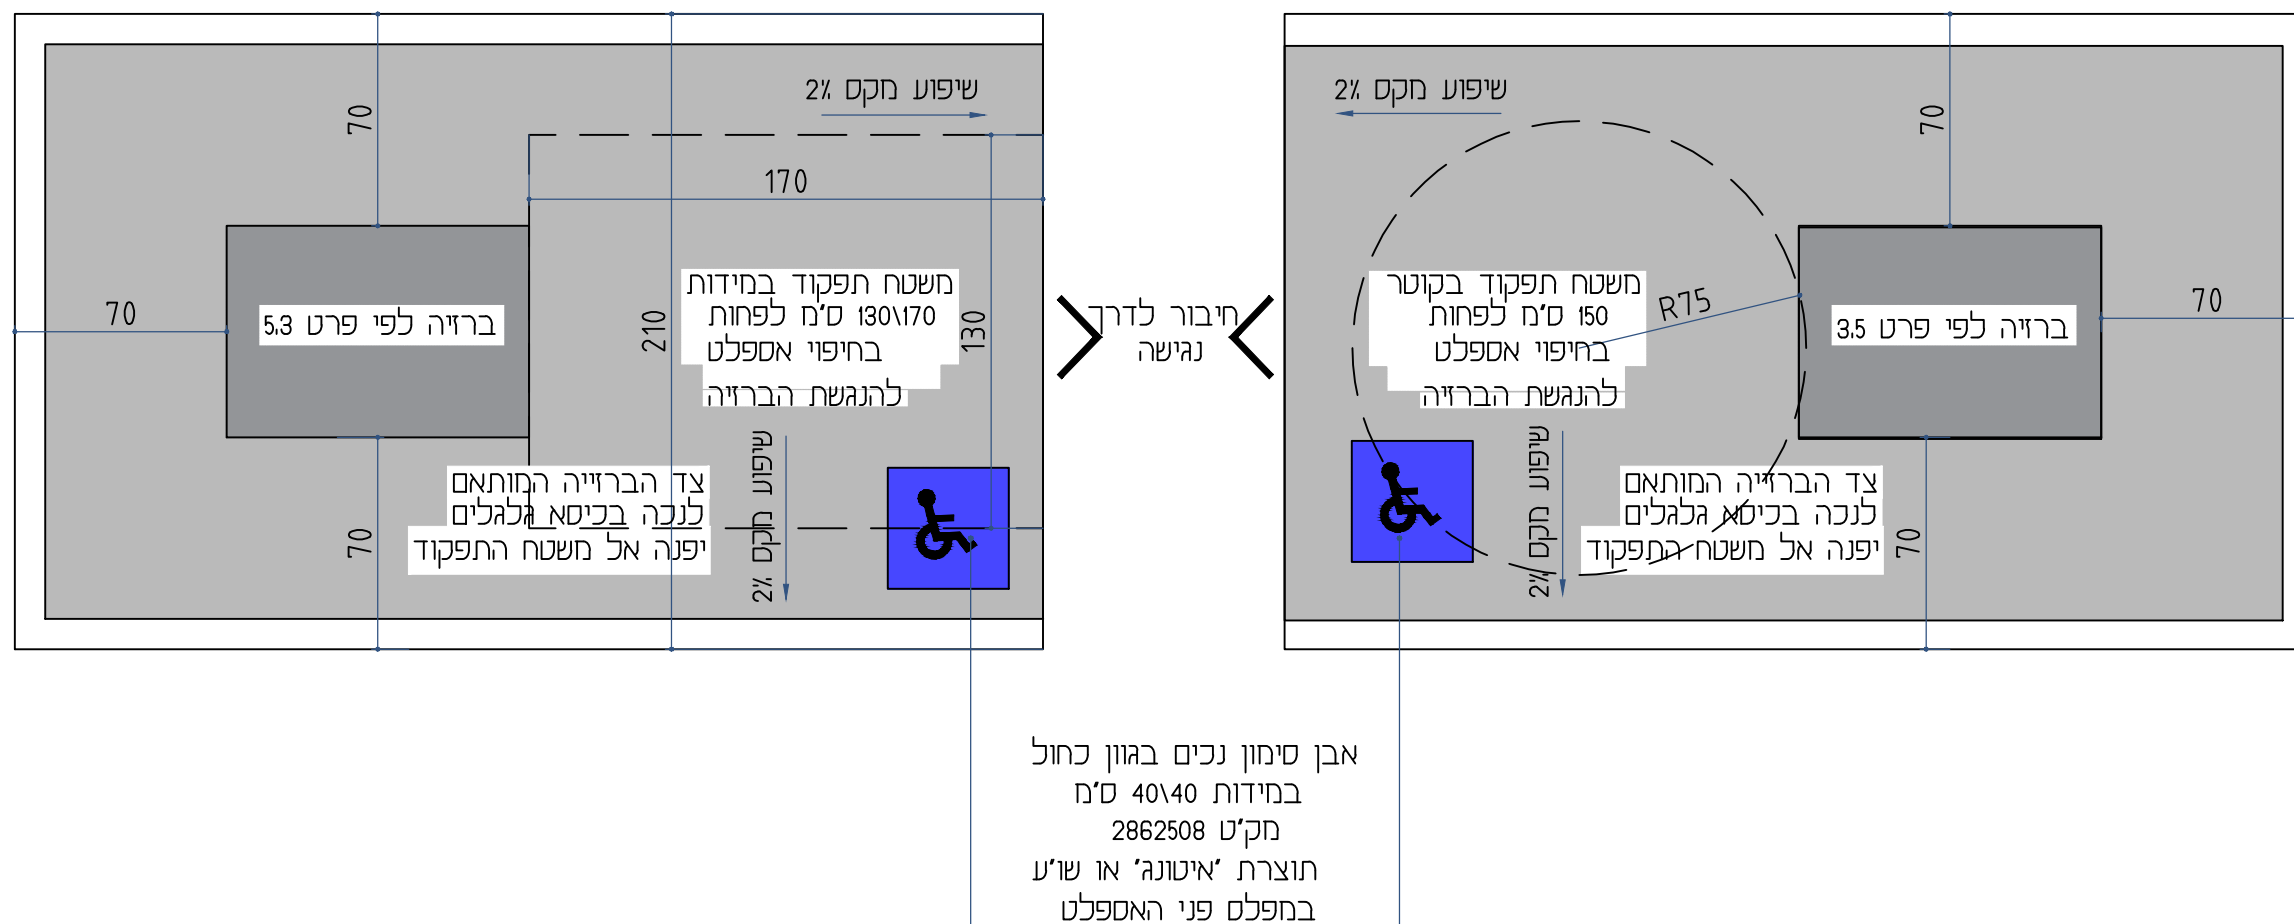 שיפוע מקס 2%
70
170
משטח תפקוד במידות
130\170 ס'מ לפחות
בחיפוי אספלט
להנגשת הברזיה
210
130
70
ברזיה לפי פרט 5.3
צד הברזייה המותאם
לנכה בכיסא גלגלים
יפנה אל משטח התפקוד
70
שיפוע מקס 2%
חיבור לדרך
נגישה
שיפוע מקס 2%
70
משטח תפקוד בקוטר
150 ס'מ לפחות
בחיפוי אספלט
להנגשת הברזיה
R75
ברזיה לפי פרט 3.5
70
צד הברזייה המותאם
לנכה בכיסא גלגלים
יפנה אל משטח התפקוד
שיפוע מקס 2%
70
אבן סימון נכים בגוון כחול
במידות 40\40 ס'מ
מק'ט 2862508
תוצרת 'איטונג' או שו'ע
במפלס פני האספלט